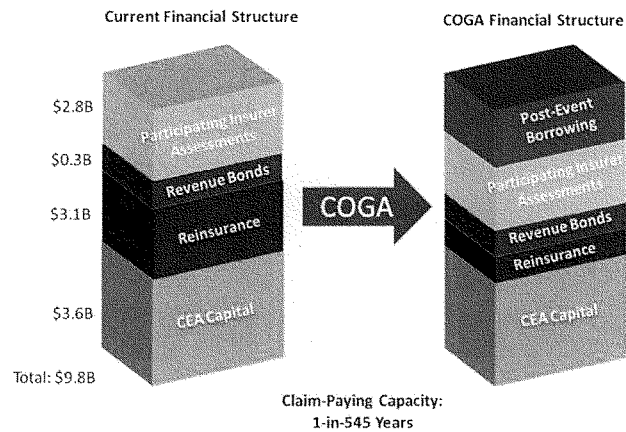 Current Financial Structure
COGA Financial Structure
$2.8B
$0.3B
$3.1B
$3.6B
Total: $9.8B
Participating Insurer
Assessments
Revenue Bonds
Reinsurance
CEA Capital
COGA
Post-Event
Borrowing
Participating Insurer
Assessments
Revenue Bonds
Reinsurance
CEA Capital
Claim-Paying Capacity:
1-in-545 Years